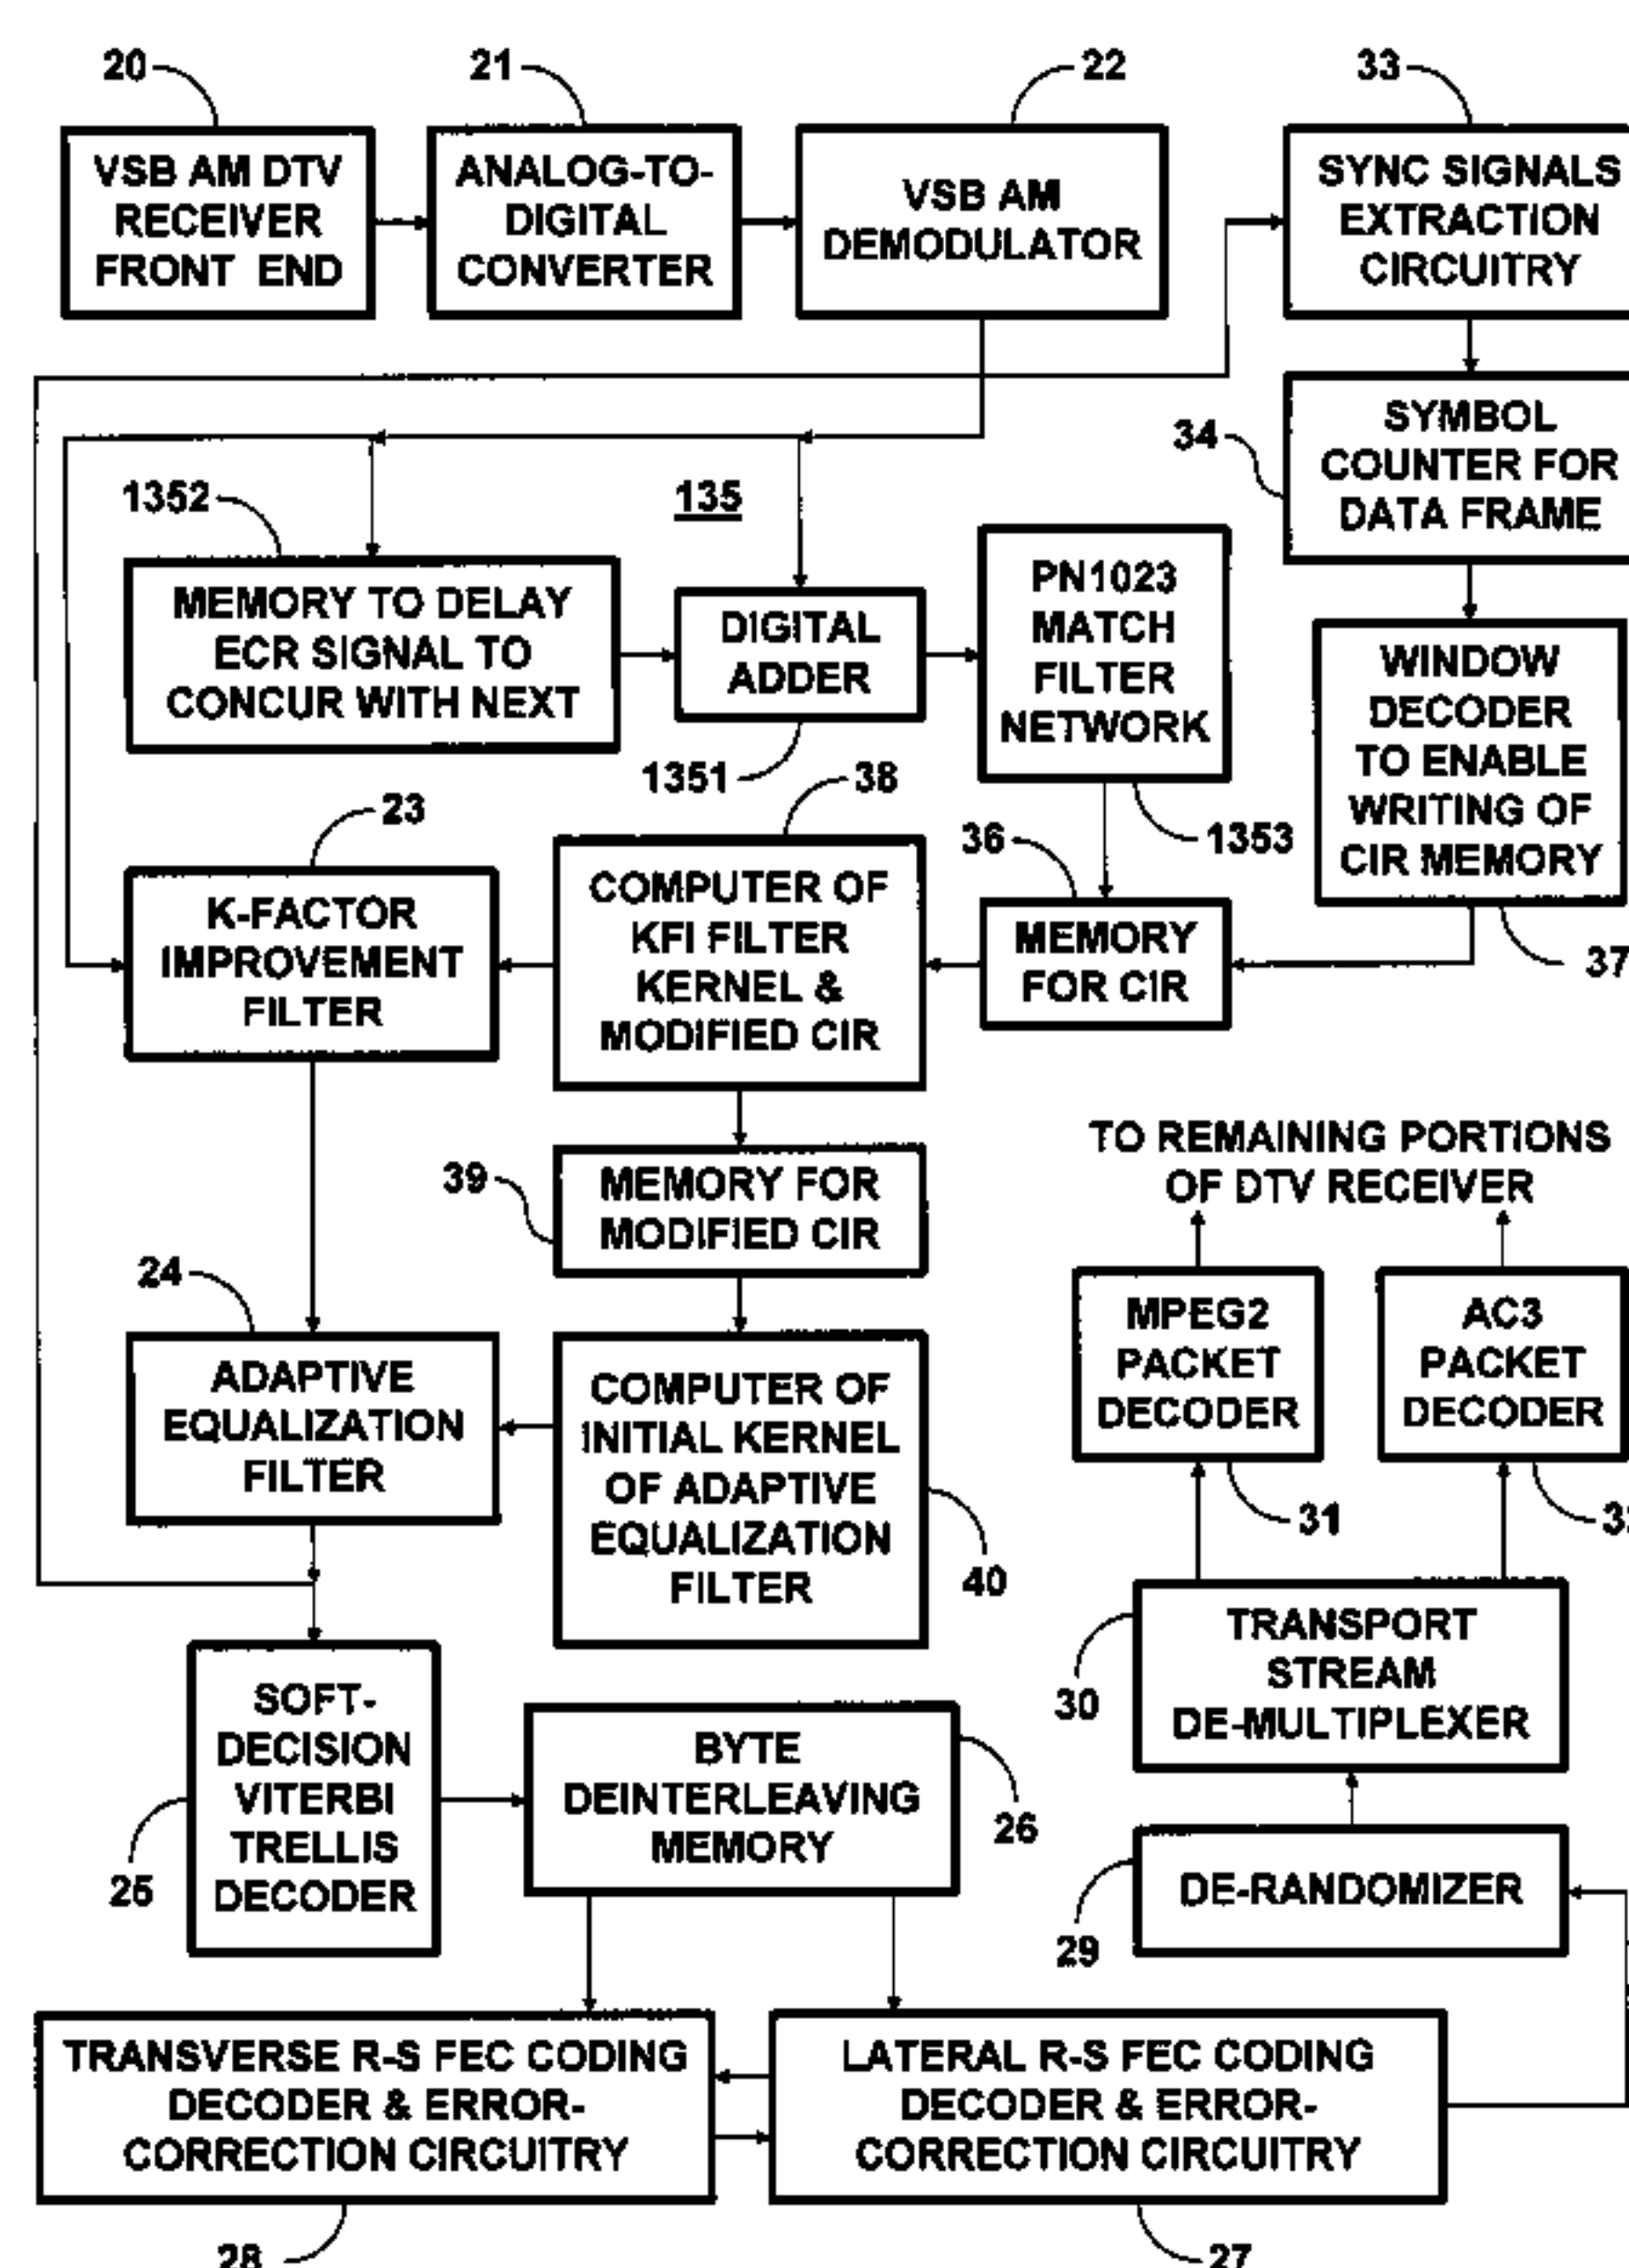 20
21
22
33
VSB AM DTV
RECEIVER
FRONT END
ANALOG-TO-
DIGITAL
CONVERTER
VSB AM
DEMODULATOR
SYNC SIGNALS
EXTRACTION
CIRCUITRY
34
SYMBOL
COUNTER FOR
DATA FRAME
1352
135
MEMORY TO DELAY
ECR SIGNAL TO
CONCUR WITH NEXT
DIGITAL
ADDER
1351
PN1023
MATCH
FILTER
NETWORK
1353
WINDOW
DECODER
TO ENABLE
WRITING OF
CIR MEMORY
37
23
K-FACTOR
IMPROVEMENT
FILTER
38
COMPUTER OF
KFI FILTER
KERNEL &
MODIFIED CIR
36
MEMORY
FOR CIR
39
MEMORY FOR
MODIFIED CIR
TO REMAINING PORTIONS
OF DTV RECEIVER
24
ADAPTIVE
EQUALIZATION
FILTER
COMPUTER OF
INITIAL KERNEL
OF ADAPTIVE
EQUALIZATION
FILTER
40
MPEG2
PACKET
DECODER
31
AC3
PACKET
DECODER
30
TRANSPORT
STREAM
DE-MULTIPLEXER
SOFT-
DECISION
VITERBI
TRELLIS
DECODER
25
BYTE
DEINTERLEAVING
MEMORY
26
DE-RANDOMIZER
29
TRANSVERSE R-S FEC CODING
DECODER & ERROR-
CORRECTION CIRCUITRY
28
LATERAL R-S FEC CODING
DECODER & ERROR-
CORRECTION CIRCUITRY
27